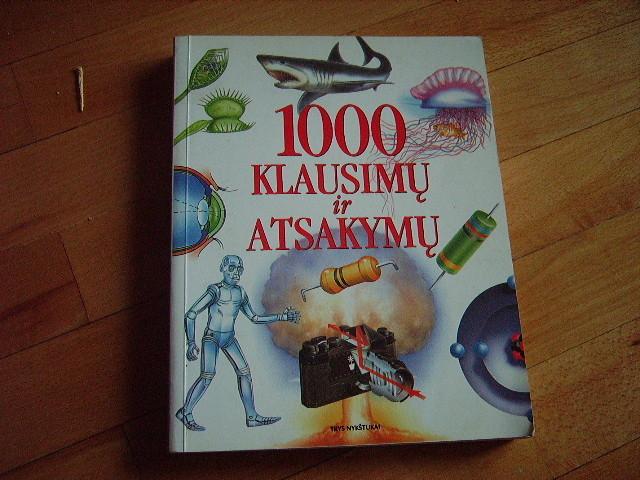 1000
KLAUSIMŲ
ir
ATSAKYMŲ
TRYS NYKŠTUKAI